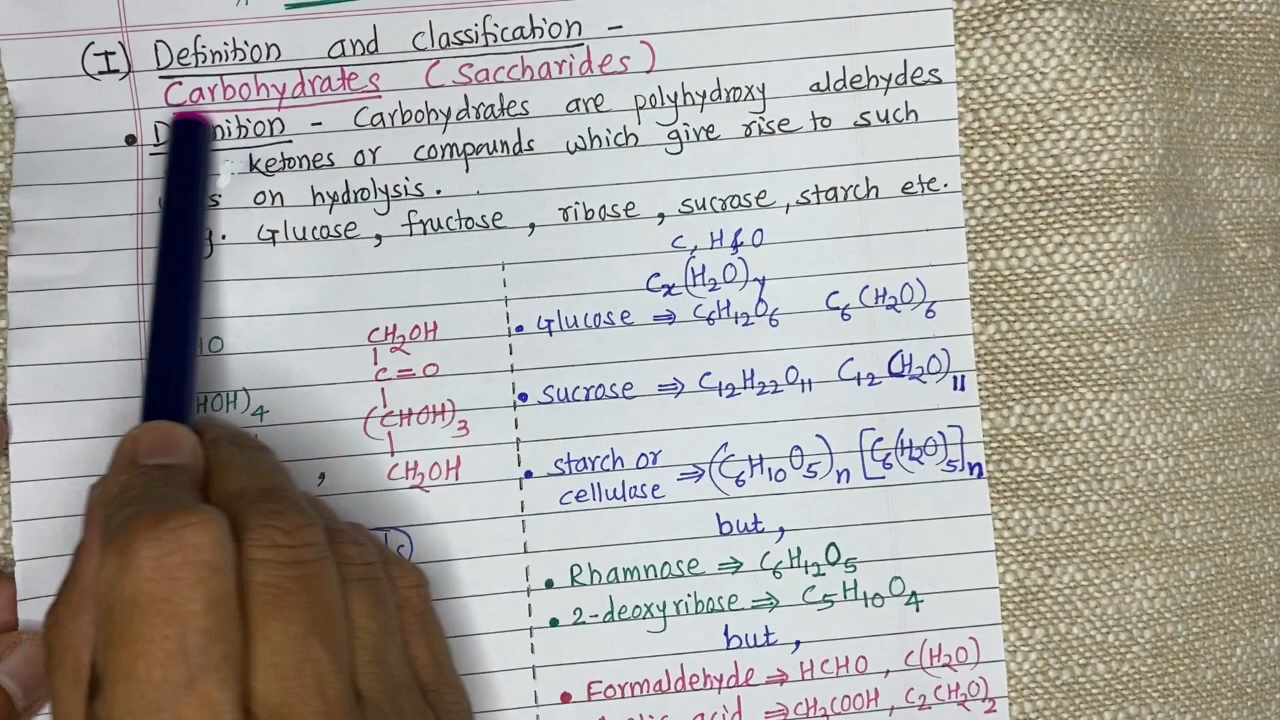 (I) Definition and classification -
Carbohydrates (Saccharides)
• Definition - Carbohydrates are polyhydroxy aldehydes
ketones or compounds which give rise to such
on hydrolysis.
Glucose, fructose, ribose, sucrose, starch etc.
C, H & O
Cx(H2O)y
• Glucose ⇒ C6H12O6 C6(H2O)6
CH2OH
C=O
(CHOH)3
CH2OH
HOH)4
,
• sucrose ⇒ C12H22O11 C12(H2O)11
• starch or
cellulase ⇒ (C6H10O5)n [C6(H2O)5]n
but,
• Rhamnose ⇒ C6H12O5
• 2-deoxyribose ⇒ C5H10O4
but,
• Formaldehyde ⇒ HCHO, C(H2O)
acid ⇒ CH3COOH, C2(H2O)2